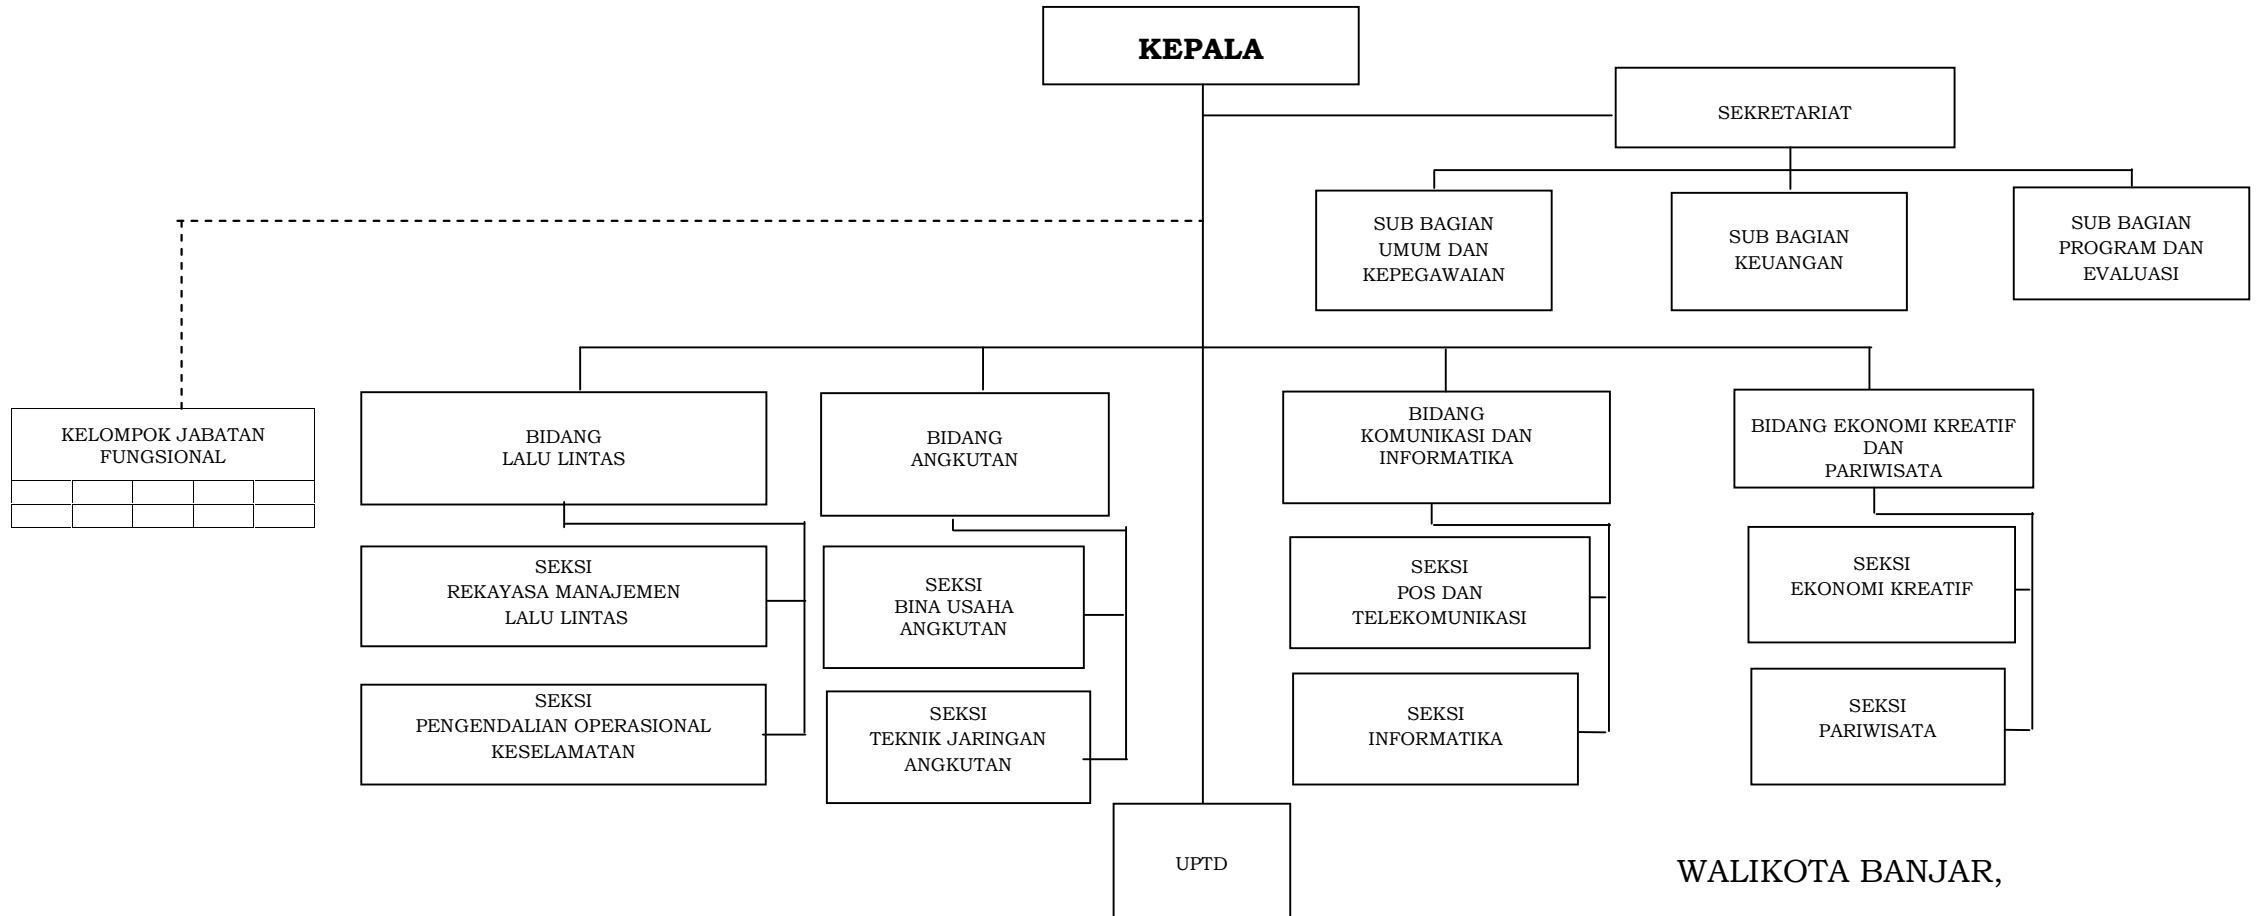 KEPALA
SEKRETARIAT
SUB BAGIAN
UMUM DAN
KEPEGAWAIAN
SUB BAGIAN
KEUANGAN
SUB BAGIAN
PROGRAM DAN
EVALUASI
KELOMPOK JABATAN
FUNGSIONAL
BIDANG
LALU LINTAS
BIDANG
ANGKUTAN
BIDANG
KOMUNIKASI DAN
INFORMATIKA
BIDANG EKONOMI KREATIF
DAN
PARIWISATA
SEKSI
REKAYASA MANAJEMEN
LALU LINTAS
SEKSI
BINA USAHA
ANGKUTAN
SEKSI
POS DAN
TELEKOMUNIKASI
SEKSI
EKONOMI KREATIF
SEKSI
PENGENDALIAN OPERASIONAL
KESELAMATAN
SEKSI
TEKNIK JARINGAN
ANGKUTAN
SEKSI
INFORMATIKA
SEKSI
PARIWISATA
UPTD
WALIKOTA BANJAR,